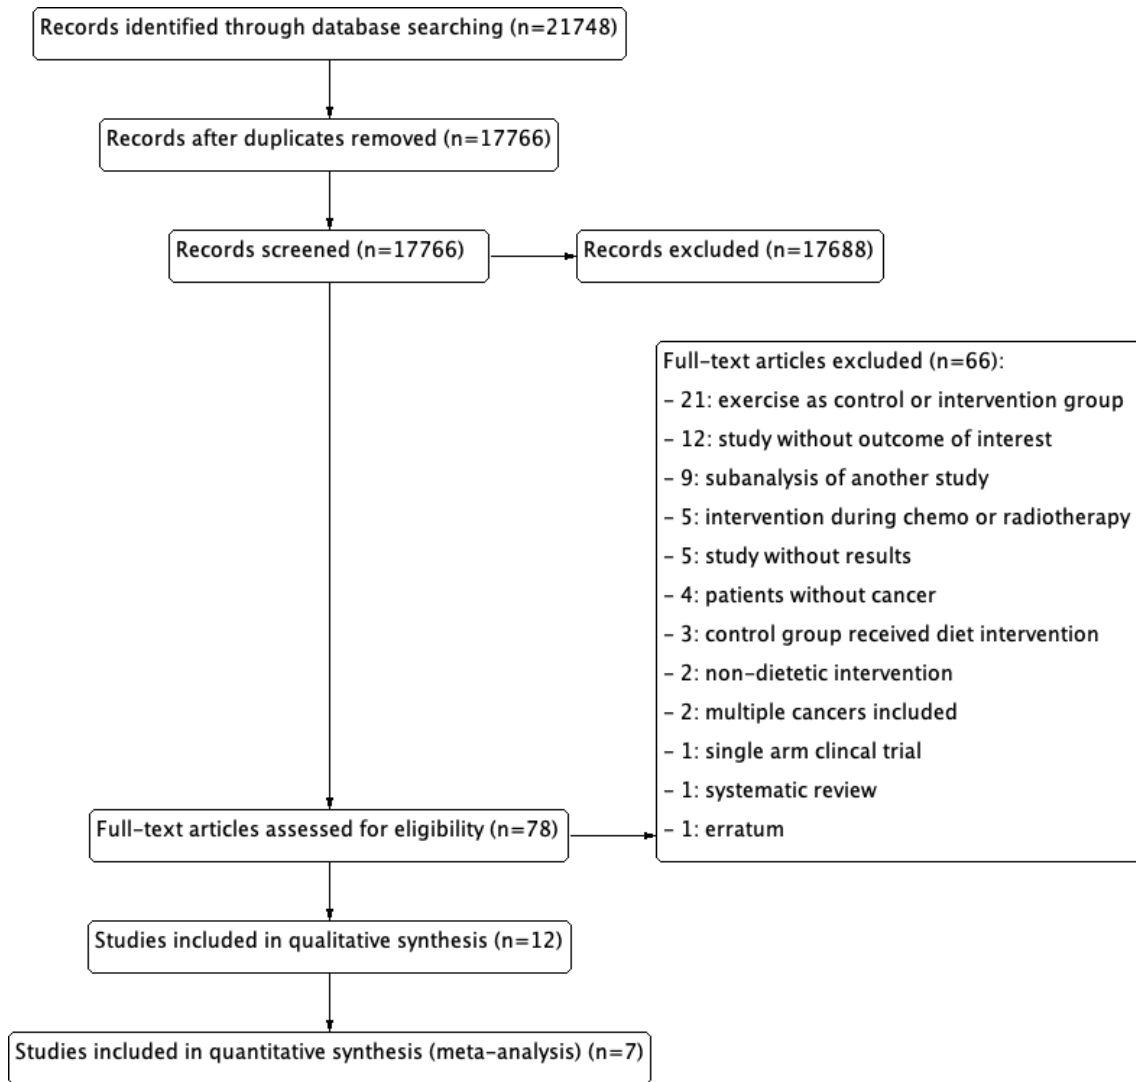 Records identified through database searching (n=21748)
Records after duplicates removed (n=17766)
Records screened (n=17766)
Records excluded (n=17688)
Full-text articles excluded (n=66):
- 21: exercise as control or intervention group
- 12: study without outcome of interest
- 9: subanalysis of another study
- 5: intervention during chemo or radiotherapy
- 5: study without results
- 4: patients without cancer
- 3: control group received diet intervention
- 2: non-dietetic intervention
- 2: multiple cancers included
- 1: single arm clincal trial
- 1: systematic review
- 1: erratum
Full-text articles assessed for eligibility (n=78)
Studies included in qualitative synthesis (n=12)
Studies included in quantitative synthesis (meta-analysis) (n=7)